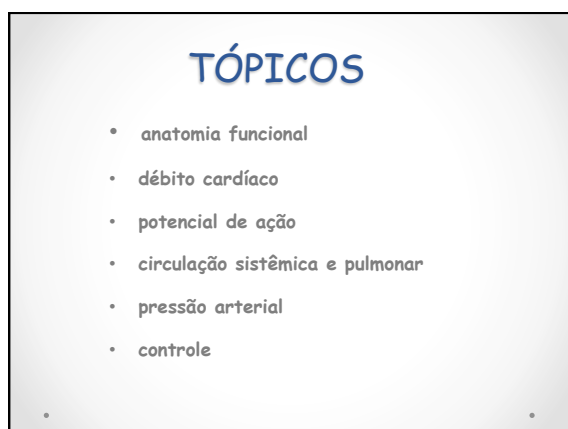 TÓPICOS
• anatomia funcional
• débito cardíaco
• potencial de ação
• circulação sistêmica e pulmonar
• pressão arterial
• controle